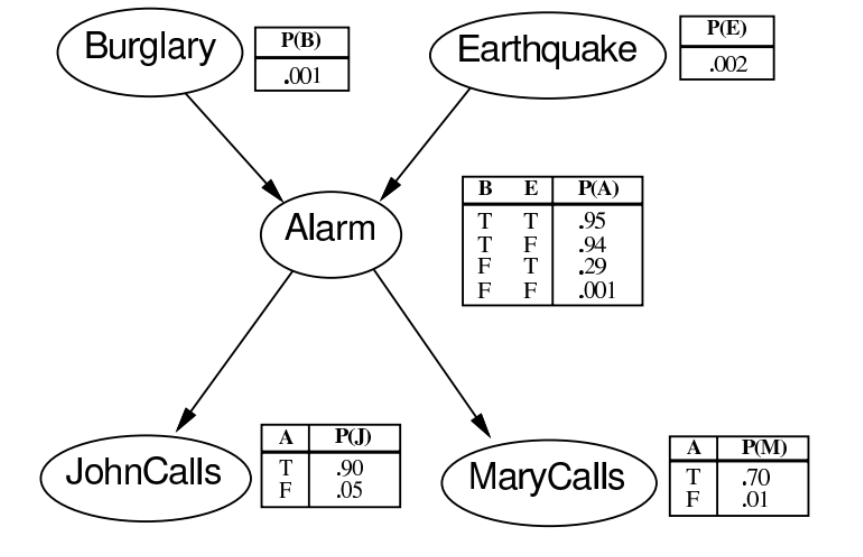 Burglary
P(B)
.001
Earthquake
P(E)
.002
Alarm
B E P(A)
T T .95
T F .94
F T .29
F F .001
JohnCalls
A P(J)
T .90
F .05
MaryCalls
A P(M)
T .70
F .01